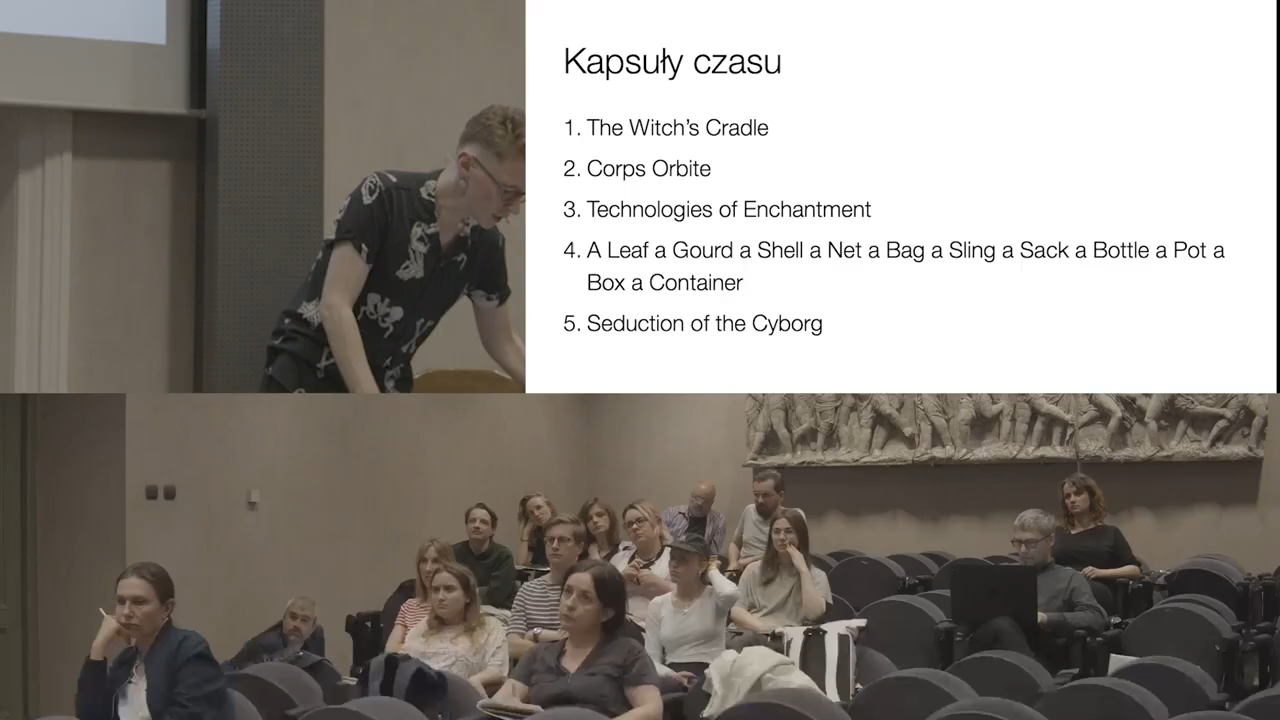 Kapsuły czasu
1. The Witch's Cradle
2. Corps Orbite
3. Technologies of Enchantment
4. A Leaf a Gourd a Shell a Net a Bag a Sling a Sack a Bottle a Pot a
Box a Container
5. Seduction of the Cyborg